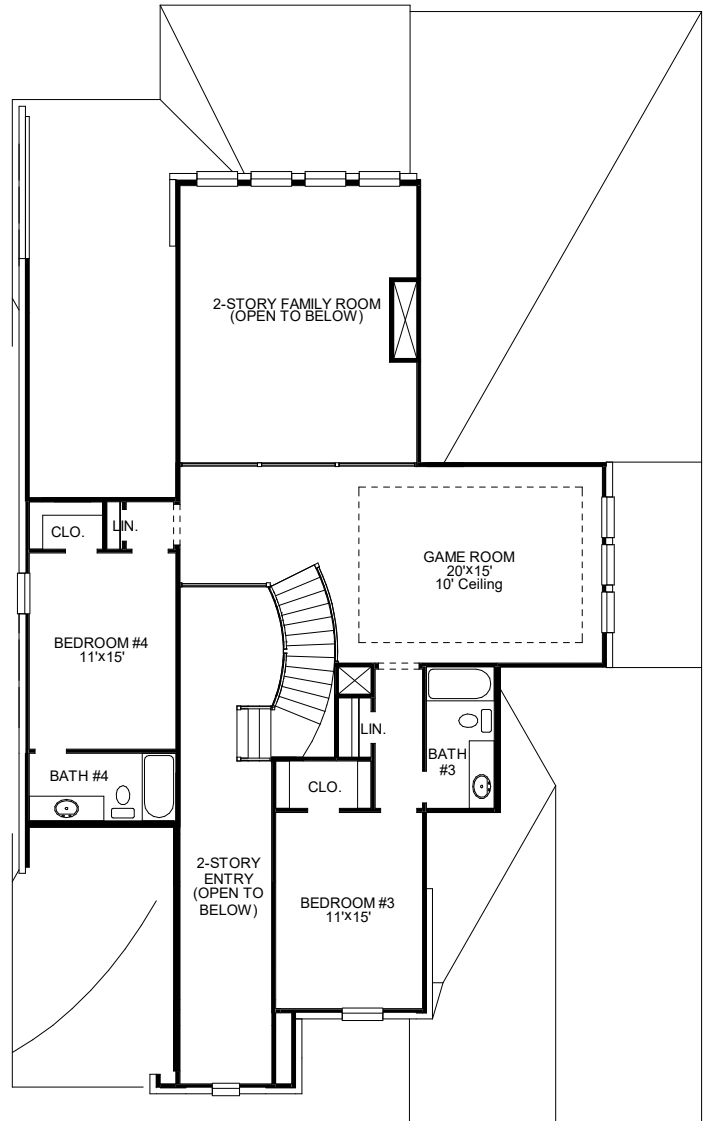 2-STORY FAMILY ROOM
(OPEN TO BELOW)
CLO.
LIN.
GAME ROOM
20'x15'
10' Ceiling
BEDROOM #4
11'x15'
LIN.
BATH
#3
BATH #4
CLO.
2-STORY
ENTRY
(OPEN TO
BELOW)
BEDROOM #3
11'x15'